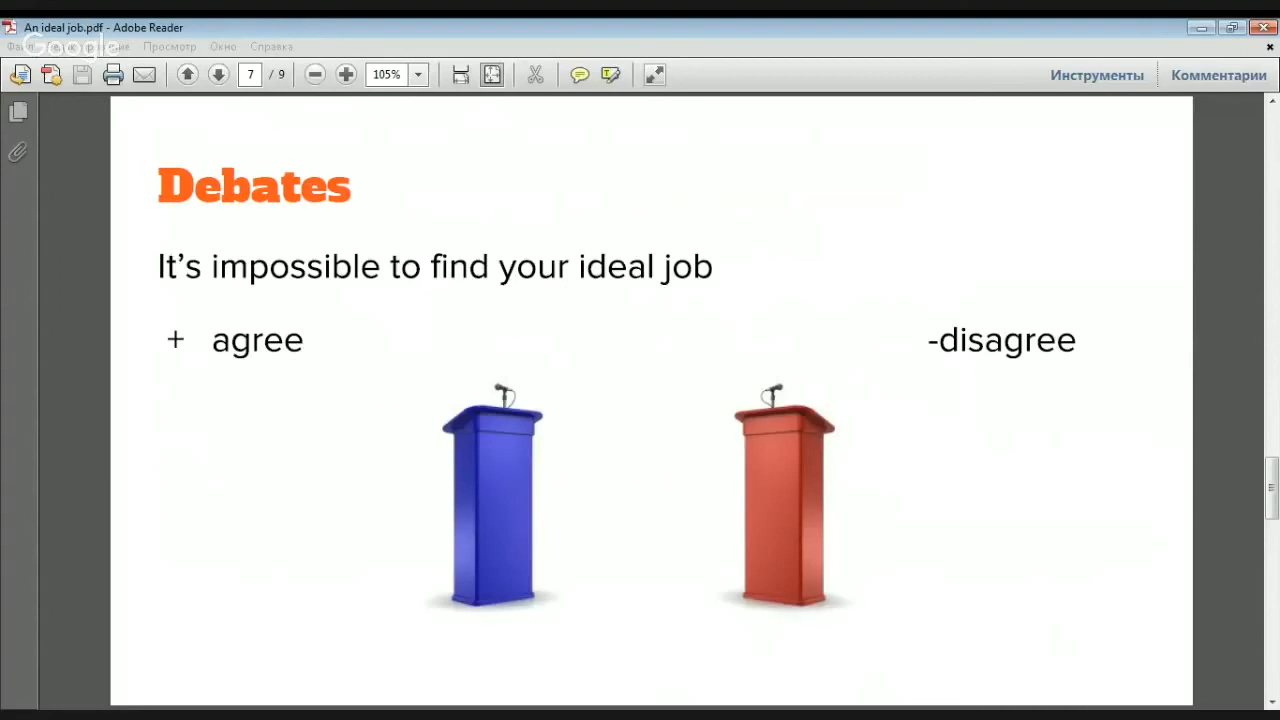 An ideal job.pdf - Adobe Reader
Google
Просмотр Окно Справка
7 / 9 105% Инструменты Комментарии
Debates
It's impossible to find your ideal job
+ agree -disagree